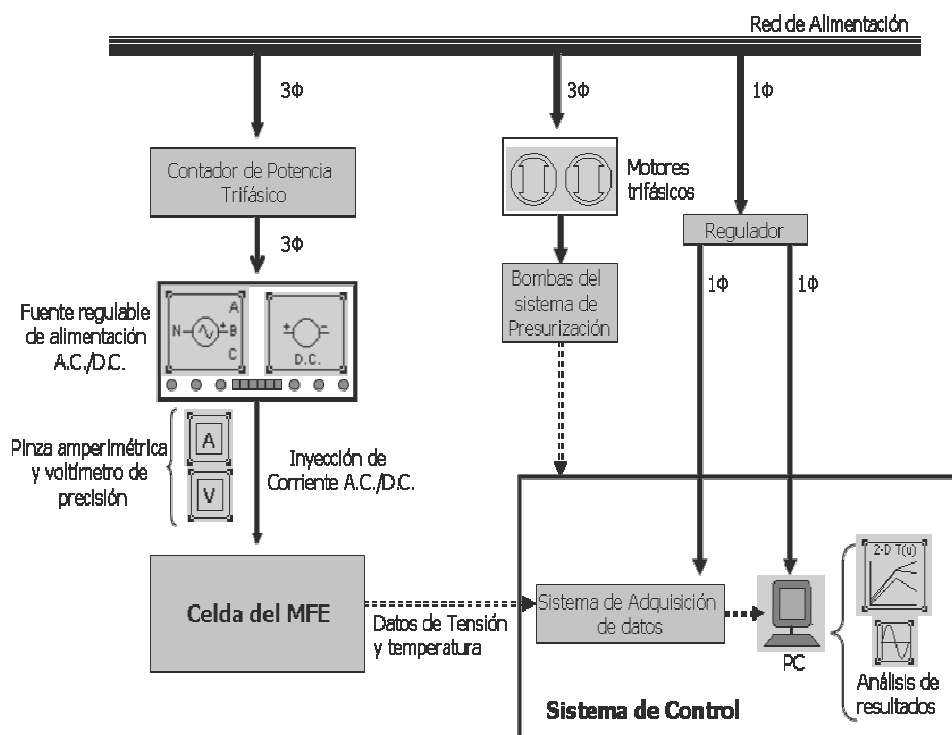 Red de Alimentación
3Φ
3Φ
1Φ
Contador de Potencia
Trifásico
Motores
trifásicos
Regulador
3Φ
1Φ
1Φ
Bombas del
sistema de
Presurización
Fuente regulable
de alimentación
A.C./D.C.
A
N
+
B
C
+
−
D.C.
Pinza amperimétrica
y voltímetro de
precisión
A
V
Inyección de
Corriente A.C./D.C.
Celda del MFE
Datos de Tensión
y temperatura
Sistema de Adquisición
de datos
PC
2-D T(u)
Análisis de
resultados
Sistema de Control